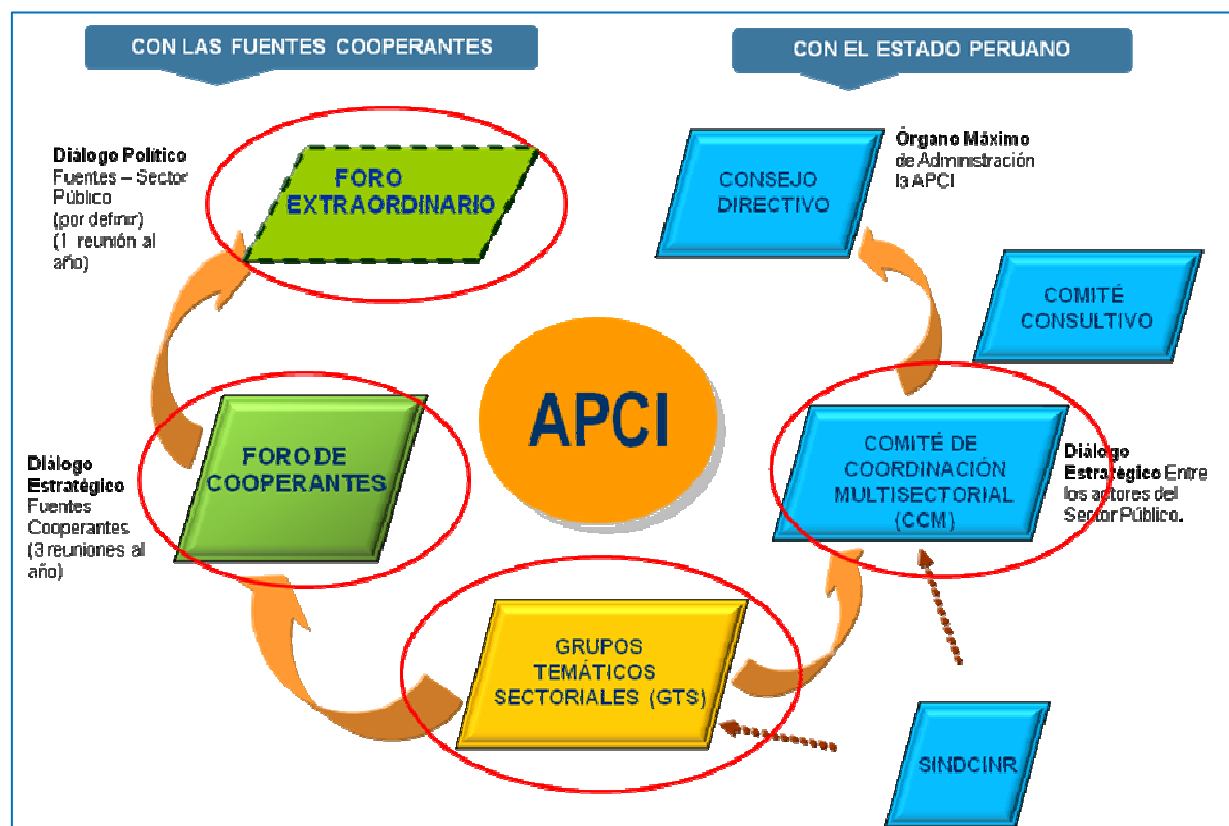 CON LAS FUENTES COOPERANTES
CON EL ESTADO PERUANO
Diálogo Político
Fuentes – Sector
Público
(por definir)
(1 reunión al
año)
FORO
EXTRAORDINARIO
CONSEJO
DIRECTIVO
Órgano Máximo
de Administración
la APCI
COMITÉ
CONSULTIVO
APCI
Diálogo
Estratégico
Fuentes
Cooperantes.
(3 reuniones al
año)
FORO DE
COOPERANTES
COMITÉ DE
COORDINACIÓN
MULTISECTORIAL
(CCM)
Diálogo
Estratégico Entre
los actores del
Sector Público.
GRUPOS
TEMÁTICOS
SECTORIALES (GTS)
SINDCINR